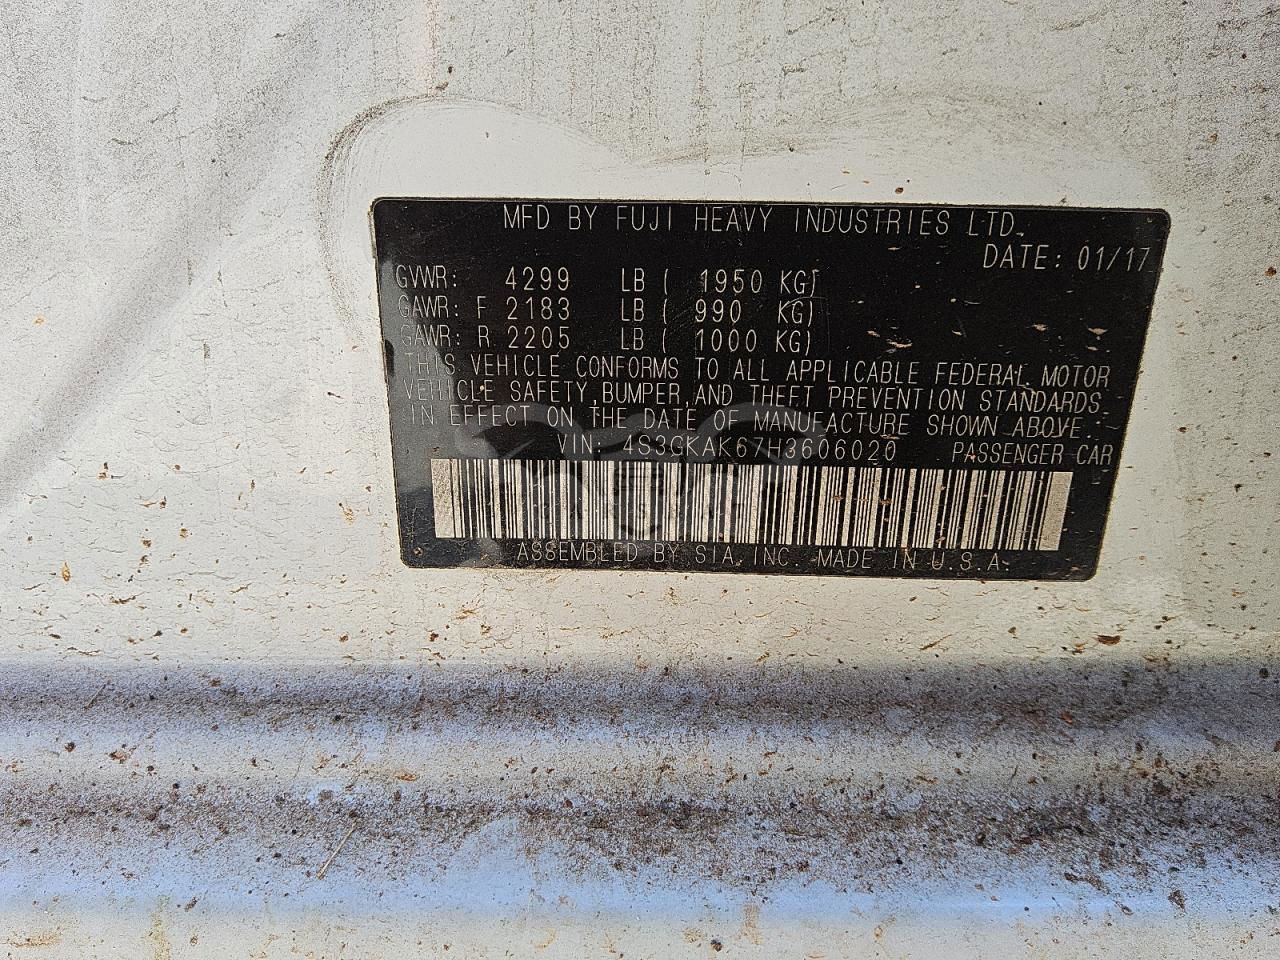 MFD BY FUJI HEAVY INDUSTRIES LTD.
DATE: 01/17
GVWR: 4299 LB ( 1950 KG)
GAWR: F 2183 LB ( 990 KG)
GAWR: R 2205 LB ( 1000 KG)
THIS VEHICLE CONFORMS TO ALL APPLICABLE FEDERAL MOTOR
VEHICLE SAFETY, BUMPER, AND THEFT PREVENTION STANDARDS
IN EFFECT ON THE DATE OF MANUFACTURE SHOWN ABOVE.
VIN: 4S3GKAK67H3606020 PASSENGER CAR
ASSEMBLED BY SIA, INC. MADE IN U.S.A.